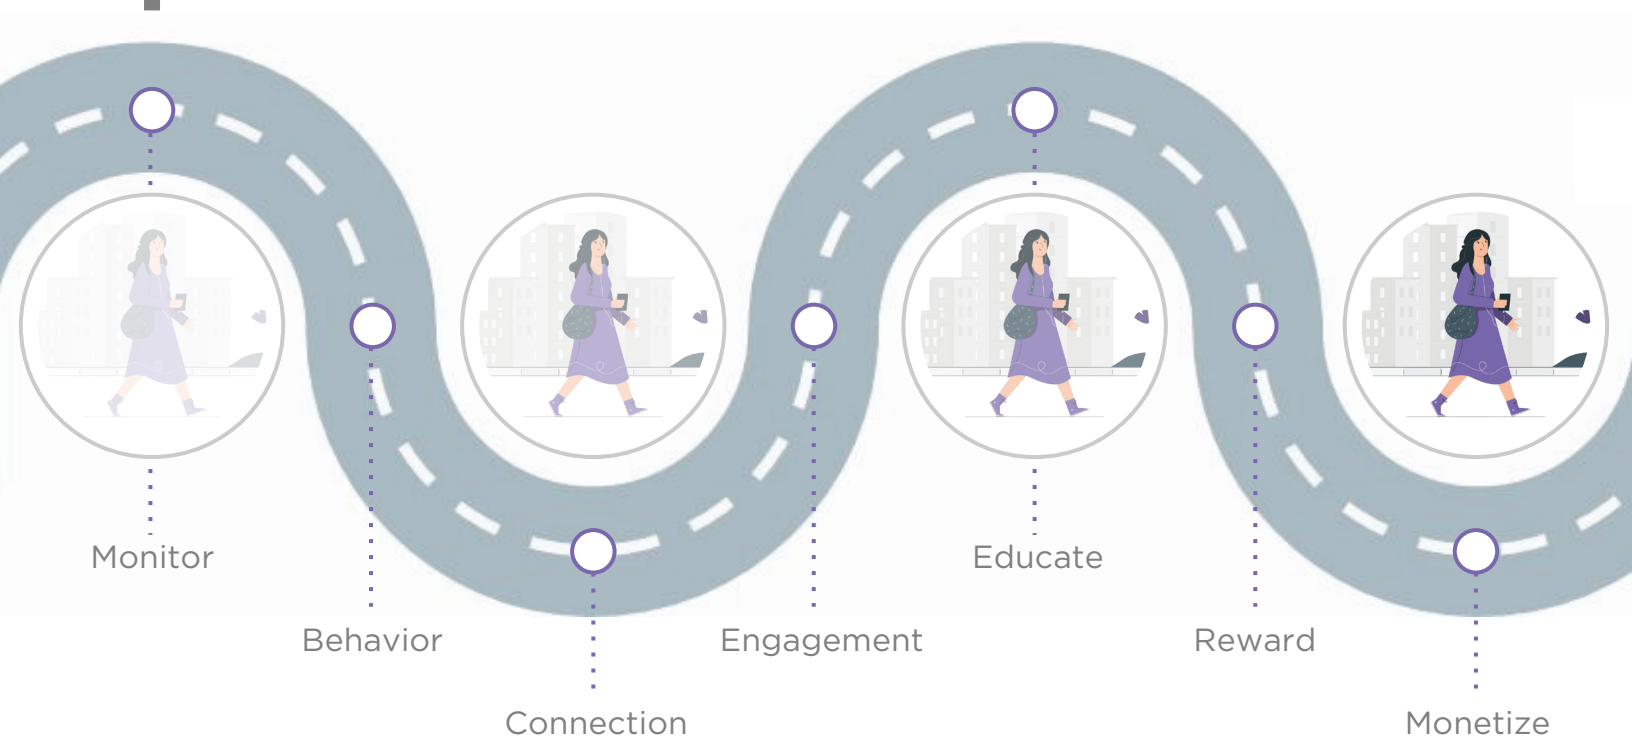 Monitor
Behavior
Connection
Engagement
Educate
Reward
Monetize